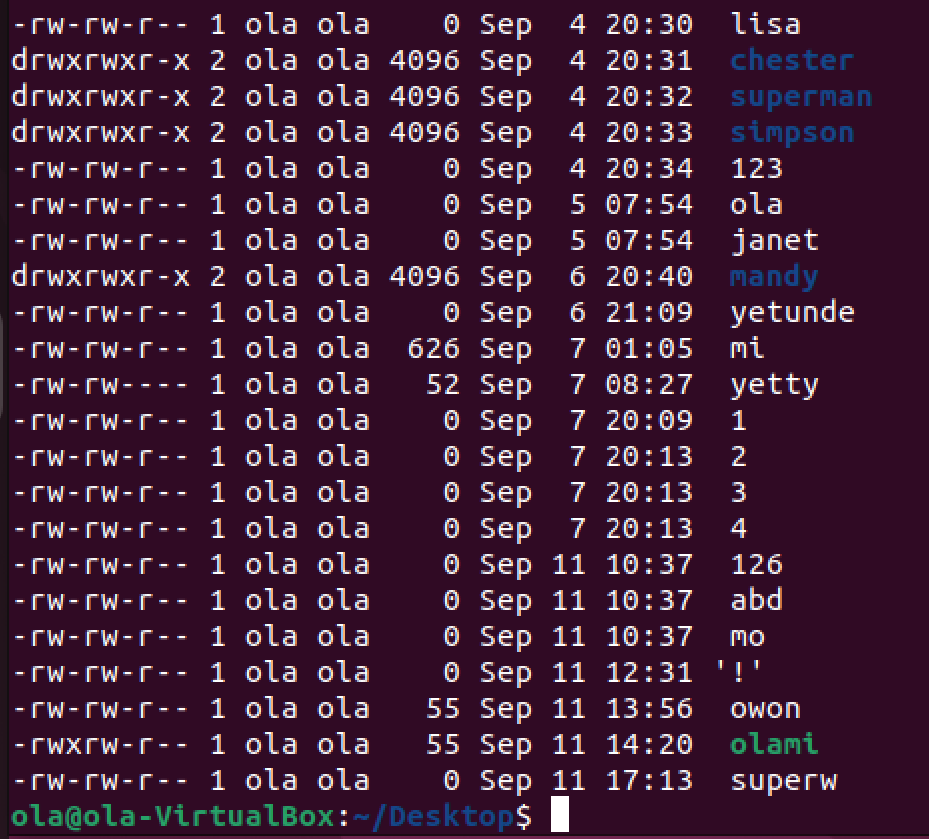 -rw-rw-r-- 1 ola ola    0 Sep  4 20:30  lisa
drwxrwxr-x 2 ola ola 4096 Sep  4 20:31  chester
drwxrwxr-x 2 ola ola 4096 Sep  4 20:32  superman
drwxrwxr-x 2 ola ola 4096 Sep  4 20:33  simpson
-rw-rw-r-- 1 ola ola    0 Sep  4 20:34  123
-rw-rw-r-- 1 ola ola    0 Sep  5 07:54  ola
-rw-rw-r-- 1 ola ola    0 Sep  5 07:54  janet
drwxrwxr-x 2 ola ola 4096 Sep  6 20:40  mandy
-rw-rw-r-- 1 ola ola    0 Sep  6 21:09  yetunde
-rw-rw-r-- 1 ola ola  626 Sep  7 01:05  mi
-rw-rw---- 1 ola ola   52 Sep  7 08:27  yetty
-rw-rw-r-- 1 ola ola    0 Sep  7 20:09  1
-rw-rw-r-- 1 ola ola    0 Sep  7 20:13  2
-rw-rw-r-- 1 ola ola    0 Sep  7 20:13  3
-rw-rw-r-- 1 ola ola    0 Sep  7 20:13  4
-rw-rw-r-- 1 ola ola    0 Sep 11 10:37  126
-rw-rw-r-- 1 ola ola    0 Sep 11 10:37  abd
-rw-rw-r-- 1 ola ola    0 Sep 11 10:37  mo
-rw-rw-r-- 1 ola ola    0 Sep 11 12:31 '!'
-rw-rw-r-- 1 ola ola   55 Sep 11 13:56  owon
-rwxrw-r-- 1 ola ola   55 Sep 11 14:20  olami
-rw-rw-r-- 1 ola ola    0 Sep 11 17:13  superw
ola@ola-VirtualBox:~/Desktop$